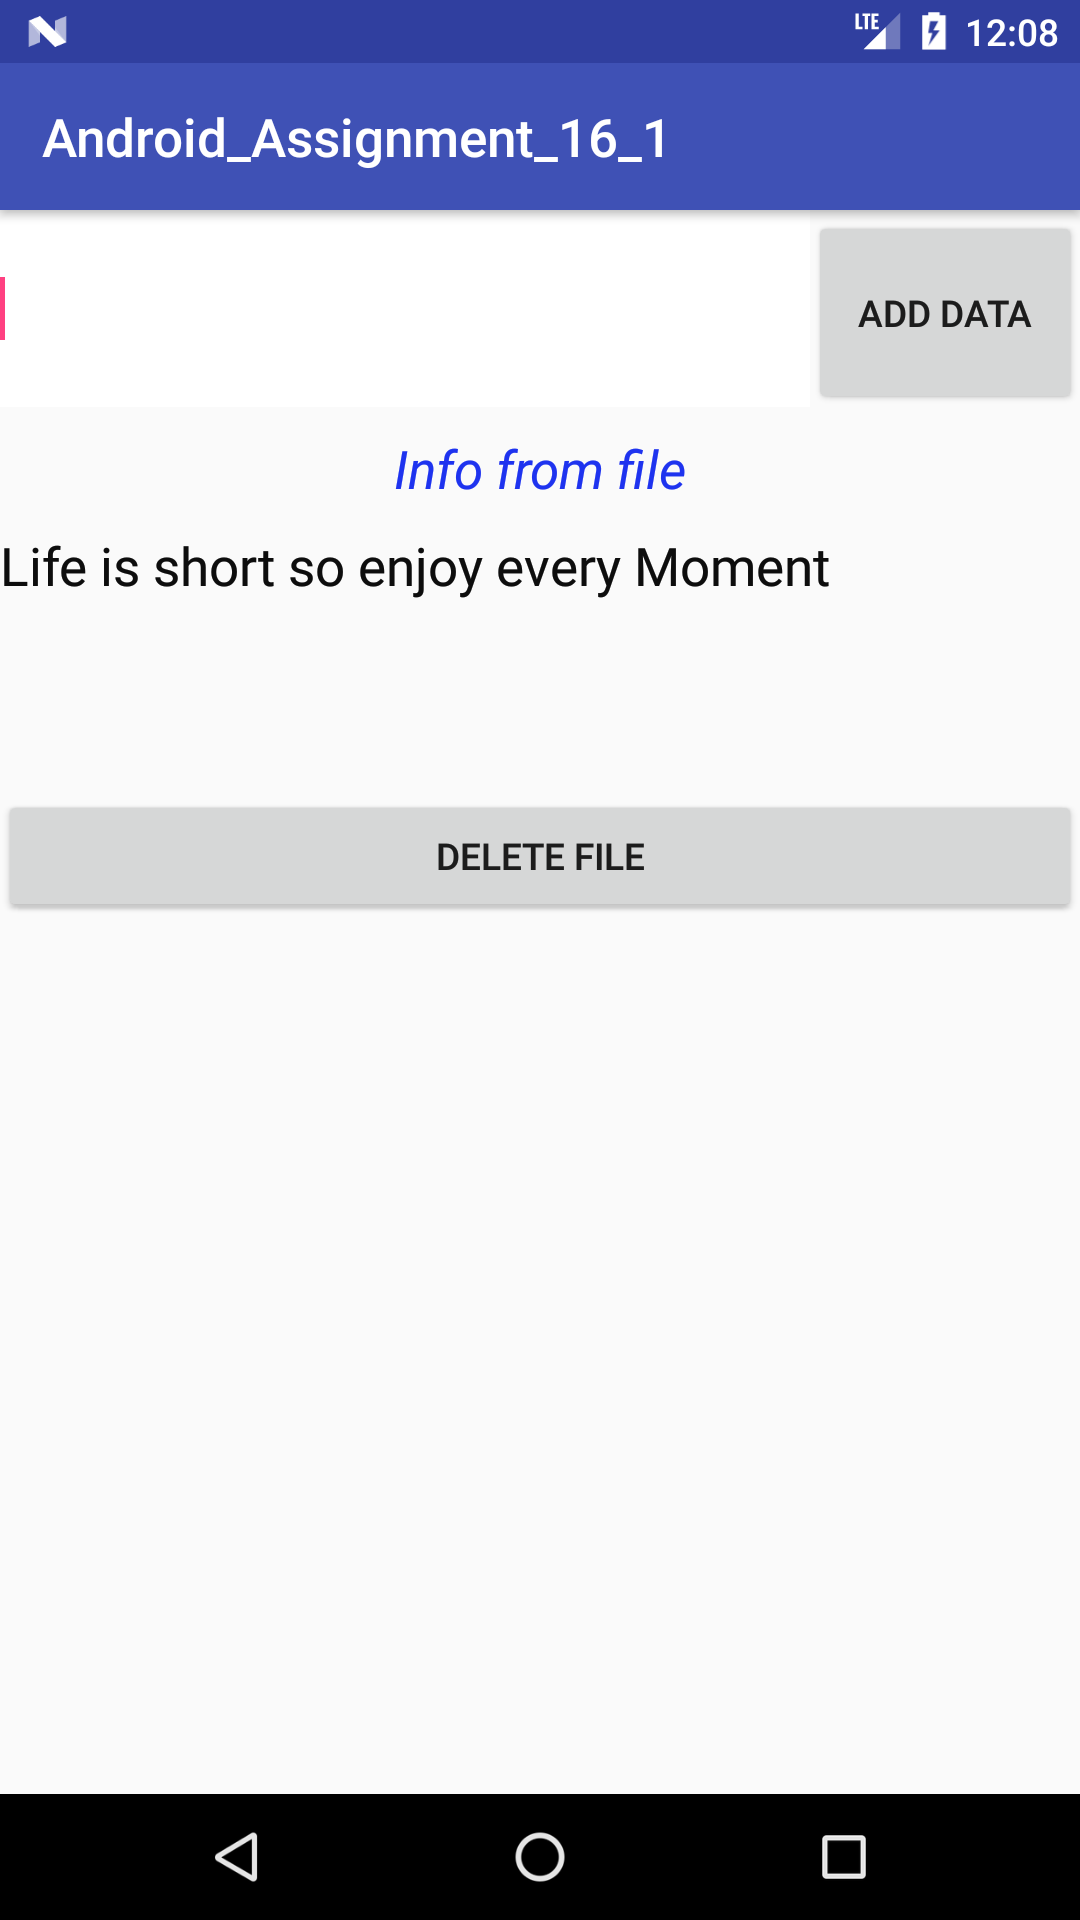 LTE 12:08
Android_Assignment_16_1
ADD DATA
Info from file
Life is short so enjoy every Moment
DELETE FILE